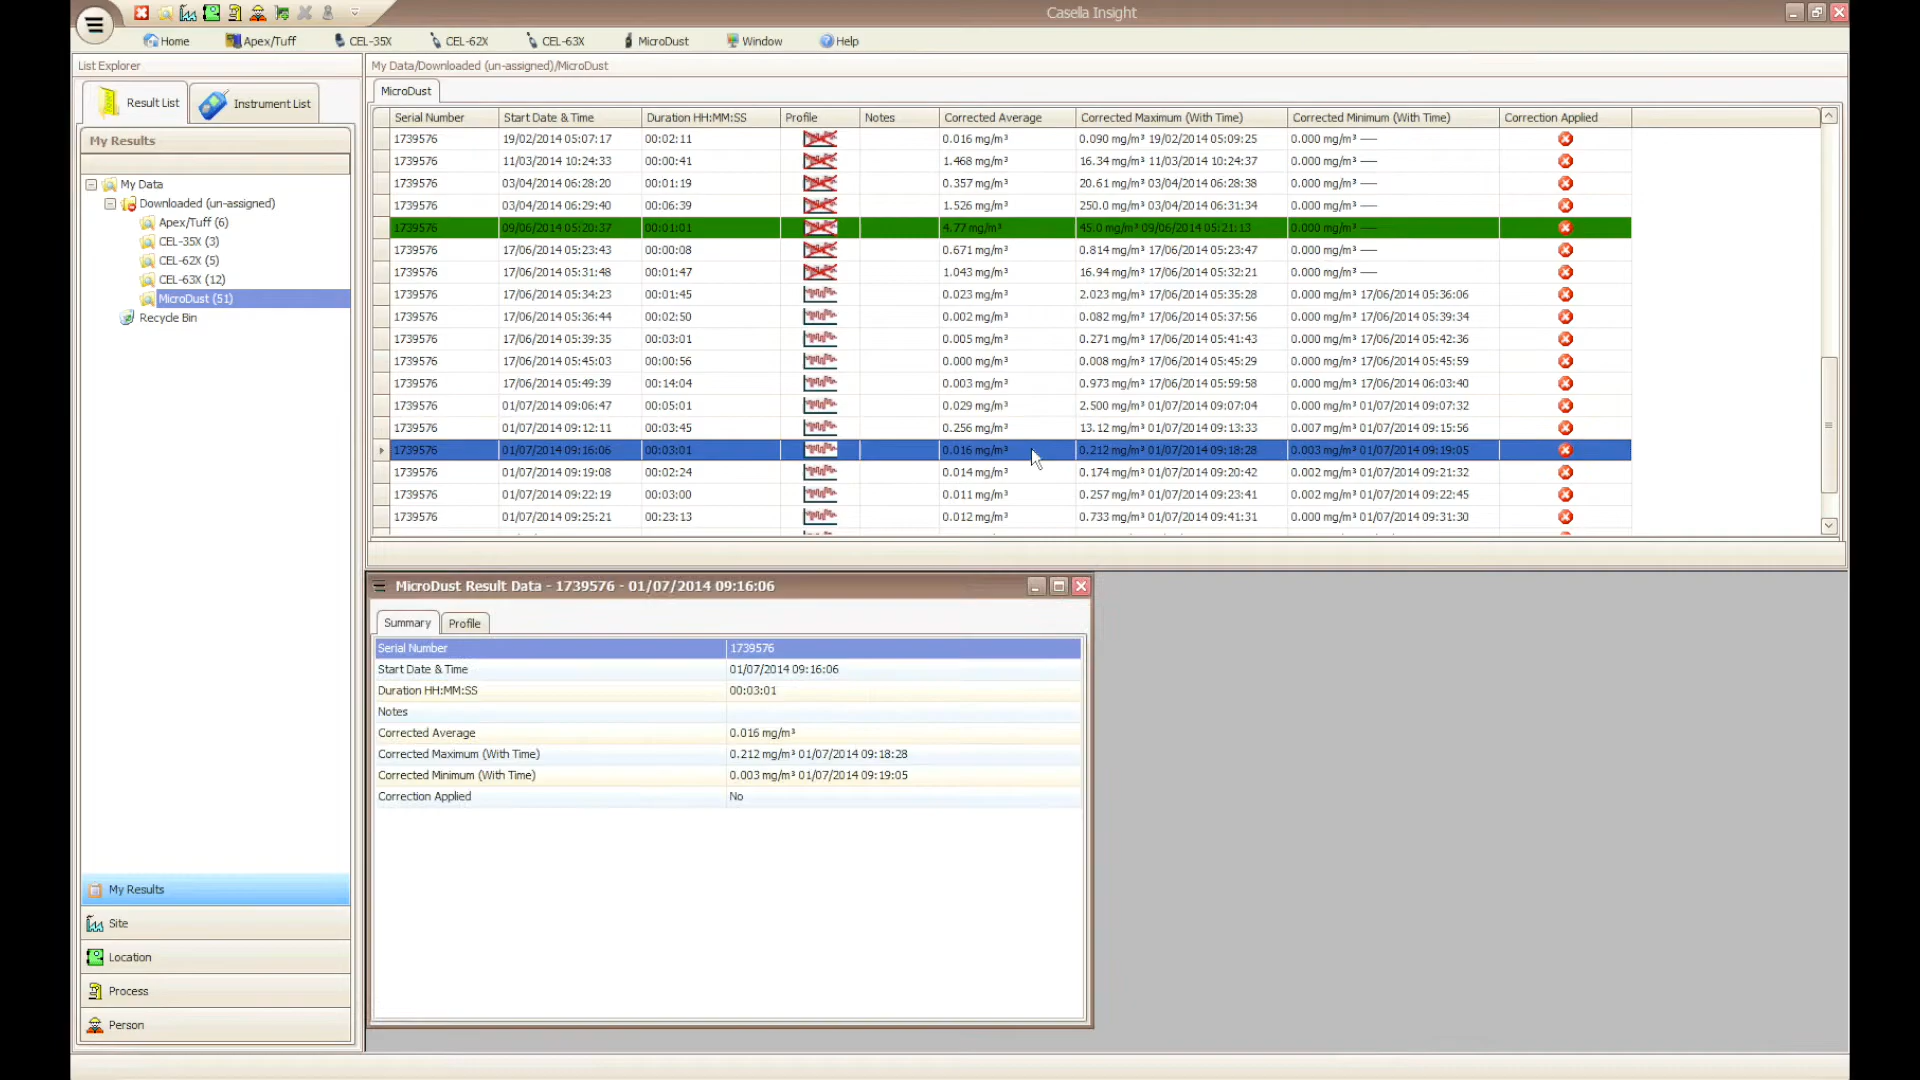 Casella Insight
Home Apex/Tuff CEL-35X CEL-62X CEL-63X MicroDust Window Help
List Explorer
Result List Instrument List
My Results
My Data
Downloaded (un-assigned)
Apex/Tuff (6)
CEL-35X (3)
CEL-62X (5)
CEL-63X (12)
MicroDust (51)
Recycle Bin
My Results
Site
Location
Process
Person
My Data/Downloaded (un-assigned)/MicroDust
MicroDust
Serial Number Start Date & Time Duration HH:MM:SS Profile Notes Corrected Average Corrected Maximum (With Time) Corrected Minimum (With Time) Correction Applied
1739576 19/02/2014 05:07:17 00:02:11 0.016 mg/m³ 0.090 mg/m³ 19/02/2014 05:09:25 0.000 mg/m³ ----
1739576 11/03/2014 10:24:33 00:00:41 1.468 mg/m³ 16.34 mg/m³ 11/03/2014 10:24:37 0.000 mg/m³ ----
1739576 03/04/2014 06:28:20 00:01:19 0.357 mg/m³ 20.61 mg/m³ 03/04/2014 06:28:38 0.000 mg/m³ ----
1739576 03/04/2014 06:29:40 00:06:39 1.526 mg/m³ 250.0 mg/m³ 03/04/2014 06:31:34 0.000 mg/m³ ----
1739576 09/06/2014 05:20:37 00:01:01 4.77 mg/m³ 45.0 mg/m³ 09/06/2014 05:21:13 0.000 mg/m³ ----
1739576 17/06/2014 05:23:43 00:00:08 0.671 mg/m³ 0.814 mg/m³ 17/06/2014 05:23:47 0.000 mg/m³ ----
1739576 17/06/2014 05:31:48 00:01:47 1.043 mg/m³ 16.94 mg/m³ 17/06/2014 05:32:21 0.000 mg/m³ ----
1739576 17/06/2014 05:34:23 00:01:45 0.023 mg/m³ 2.023 mg/m³ 17/06/2014 05:35:28 0.000 mg/m³ 17/06/2014 05:36:06
1739576 17/06/2014 05:36:44 00:02:50 0.002 mg/m³ 0.082 mg/m³ 17/06/2014 05:37:56 0.000 mg/m³ 17/06/2014 05:39:34
1739576 17/06/2014 05:39:35 00:03:01 0.005 mg/m³ 0.271 mg/m³ 17/06/2014 05:41:43 0.000 mg/m³ 17/06/2014 05:42:36
1739576 17/06/2014 05:45:03 00:00:56 0.000 mg/m³ 0.008 mg/m³ 17/06/2014 05:45:29 0.000 mg/m³ 17/06/2014 05:45:59
1739576 17/06/2014 05:49:39 00:14:04 0.003 mg/m³ 0.973 mg/m³ 17/06/2014 05:59:58 0.000 mg/m³ 17/06/2014 06:03:40
1739576 01/07/2014 09:06:47 00:05:01 0.029 mg/m³ 2.500 mg/m³ 01/07/2014 09:07:04 0.000 mg/m³ 01/07/2014 09:07:32
1739576 01/07/2014 09:12:11 00:03:45 0.256 mg/m³ 13.12 mg/m³ 01/07/2014 09:13:33 0.007 mg/m³ 01/07/2014 09:15:56
1739576 01/07/2014 09:16:06 00:03:01 0.016 mg/m³ 0.212 mg/m³ 01/07/2014 09:18:28 0.003 mg/m³ 01/07/2014 09:19:05
1739576 01/07/2014 09:19:08 00:02:24 0.014 mg/m³ 0.174 mg/m³ 01/07/2014 09:20:42 0.002 mg/m³ 01/07/2014 09:21:32
1739576 01/07/2014 09:22:19 00:03:00 0.011 mg/m³ 0.257 mg/m³ 01/07/2014 09:23:41 0.002 mg/m³ 01/07/2014 09:22:45
1739576 01/07/2014 09:25:21 00:23:13 0.012 mg/m³ 0.733 mg/m³ 01/07/2014 09:41:31 0.000 mg/m³ 01/07/2014 09:31:30
MicroDust Result Data - 1739576 - 01/07/2014 09:16:06
Summary Profile
Serial Number 1739576
Start Date & Time 01/07/2014 09:16:06
Duration HH:MM:SS 00:03:01
Notes
Corrected Average 0.016 mg/m³
Corrected Maximum (With Time) 0.212 mg/m³ 01/07/2014 09:18:28
Corrected Minimum (With Time) 0.003 mg/m³ 01/07/2014 09:19:05
Correction Applied No